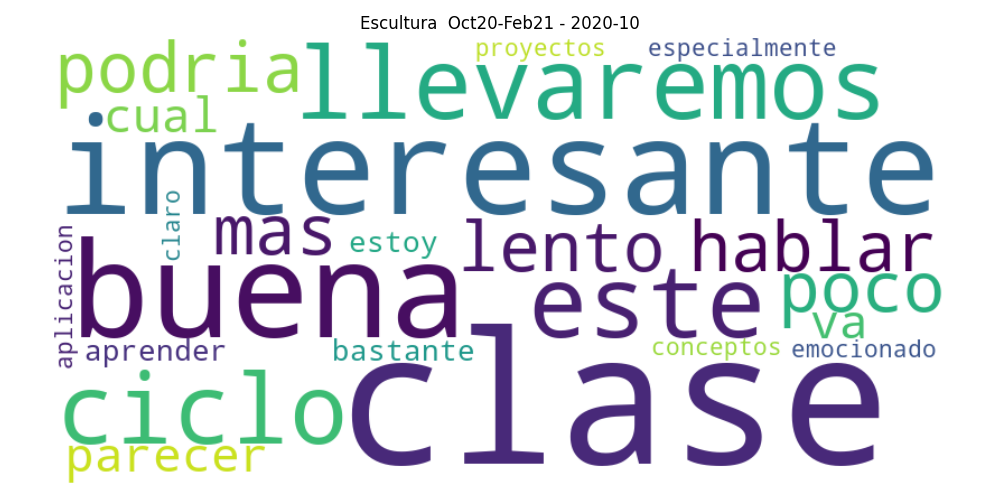 Escultura  Oct20-Feb21 - 2020-10
proyectos especialmente
podria llevaremos
cual
interesante
claro mas estoy lento hablar
aplicacion buena este poco
va
aprender bastante conceptos emocionado
ciclo clase
parecer